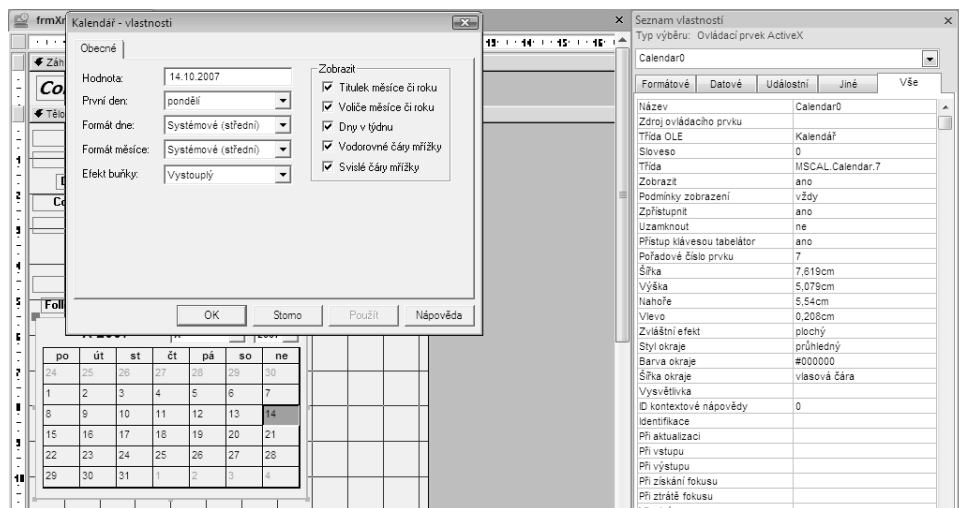 frmXr
Záh
Co
Tělo
D
Co
Foll
Kalendář - vlastnosti
Obecné
Hodnota: 14.10.2007
První den: pondělí
Formát dne: Systémové (střední)
Formát měsíce: Systémové (střední)
Efekt buňky: Vystouplý
Zobrazit
Titulek měsíce či roku
Voliče měsíce či roku
Dny v týdnu
Vodorovné čáry mřížky
Svislé čáry mřížky
OK Storno Použít Nápověda
po út st čt pá so ne
24 25 26 27 28 29 30
1 2 3 4 5 6 7
8 9 10 11 12 13 14
15 16 17 18 19 20 21
22 23 24 25 26 27 28
29 30 31 1 2 3 4
13 14 15 16
Seznam vlastností
Typ výběru: Ovládací prvek ActiveX
Calendar0
Formátové Datové Událostní Jiné Vše
Název Calendar0
Zdroj ovládacího prvku
Třída OLE Kalendář
Sloveso 0
Třída MSCAL.Calendar.7
Zobrazit ano
Podmínky zobrazení vždy
Zpřístupnit ano
Uzamknout ne
Přístup klávesou tabelátor ano
Pořadové číslo prvku 7
Šířka 7,619cm
Výška 5,079cm
Nahoře 5,54cm
Vlevo 0,208cm
Zvláštní efekt plochý
Styl okraje průhledný
Barva okraje #000000
Šířka okraje vlasová čára
Vysvětlivka
ID kontextové nápovědy 0
Identifikace
Při aktualizaci
Při vstupu
Při výstupu
Při získání fokusu
Při ztrátě fokusu